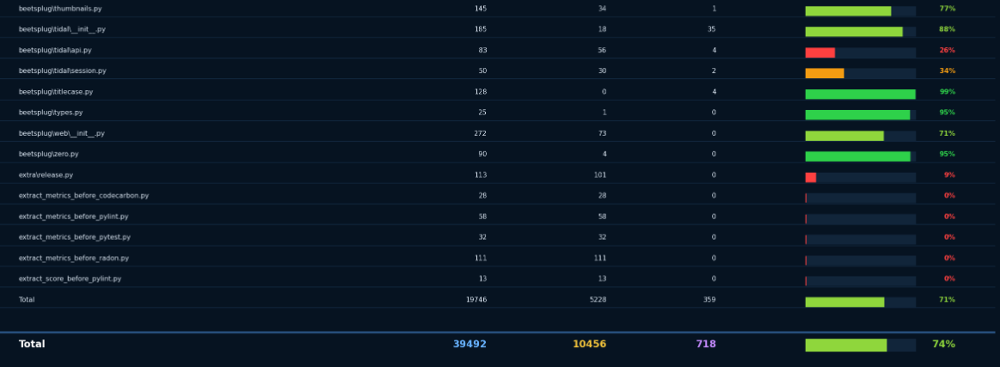 beetsplug\thumbnails.py 145 34 1 77%
beetsplug\tidal\__init__.py 185 18 35 88%
beetsplug\tidal\api.py 83 56 4 26%
beetsplug\tidal\session.py 50 30 2 34%
beetsplug\titlecase.py 128 0 4 99%
beetsplug\types.py 25 1 0 95%
beetsplug\web\__init__.py 272 73 0 71%
beetsplug\zero.py 90 4 0 95%
extra\release.py 113 101 0 9%
extract_metrics_before_codecarbon.py 28 28 0 0%
extract_metrics_before_pylint.py 58 58 0 0%
extract_metrics_before_pytest.py 32 32 0 0%
extract_metrics_before_radon.py 111 111 0 0%
extract_score_before_pylint.py 13 13 0 0%
Total 19746 5228 359 71%
Total 39492 10456 718 74%